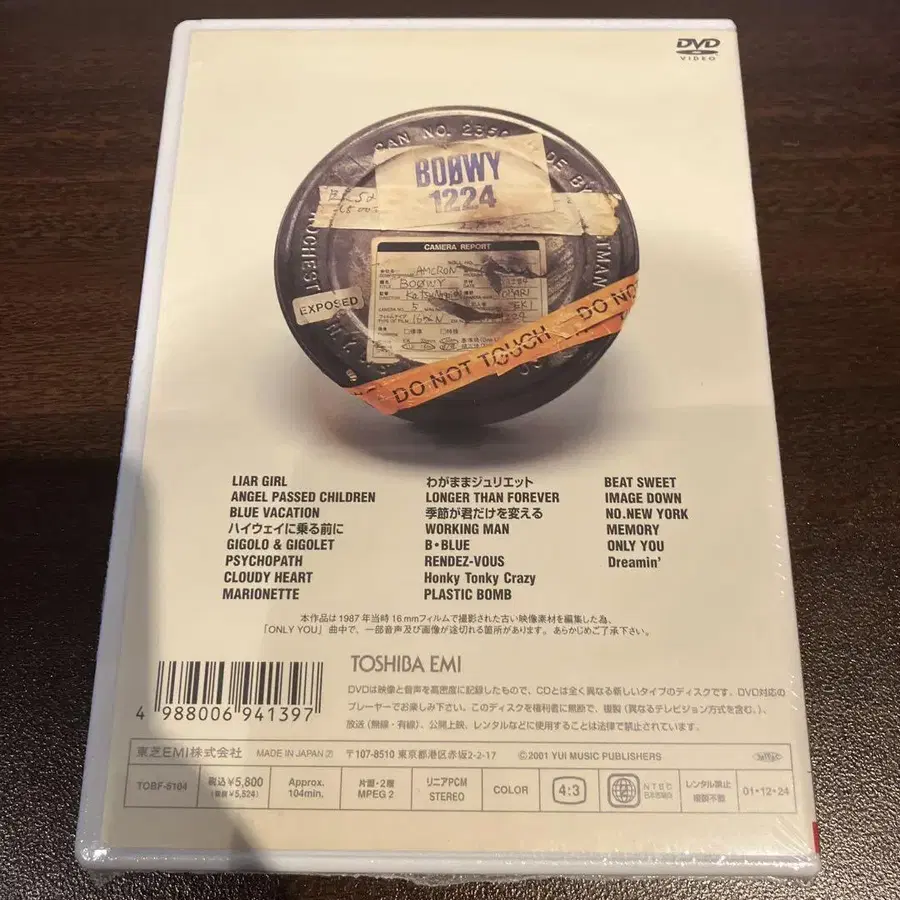 DVD
VIDEO
CAN NO. 2350
BOØWY
1224
CAMERA REPORT
AMERON
BOØWY
EXPOSED
DO NOT TOUCH
DO NO
LIAR GIRL
ANGEL PASSED CHILDREN
BLUE VACATION
ハイウェイに乗る前に
GIGOLO & GIGOLET
PSYCHOPATH
CLOUDY HEART
MARIONETTE
わがままジュリエット
LONGER THAN FOREVER
季節が君だけを変える
WORKING MAN
B・BLUE
RENDEZ-VOUS
Honky Tonky Crazy
PLASTIC BOMB
BEAT SWEET
IMAGE DOWN
NO.NEW YORK
MEMORY
ONLY YOU
Dreamin'
本作品は1987年当時16mmフィルムで撮影された古い映像素材を編集した為、
「ONLY YOU」曲中で、一部音声及び画像が途切れる箇所があります。あらかじめご了承下さい。
4 988006 941397
TOSHIBA EMI
DVDは映像と音声を高密度に記録したもので、CDとは全く異なる新しいタイプのディスクです。DVD対応の
プレーヤーでお楽しみ下さい。このディスクを権利者に無断で、複製(異なるテレビジョン方式を含む。)、
放送(無線・有線)、公開上映、レンタルなどに使用することは法律で禁止されています。
東芝EMI株式会社 MADE IN JAPAN 〒107-8510 東京都港区赤坂2-2-17 ©2001 YUI MUSIC PUBLISHERS
TOBF-5104
税込¥5,800
(税抜¥5,524)
Approx.
104min.
片面・2層
MPEG 2
リニアPCM
STEREO
COLOR
4:3
2
NTSC
日本市場向
レンタル禁止
複製不能
01・12・24